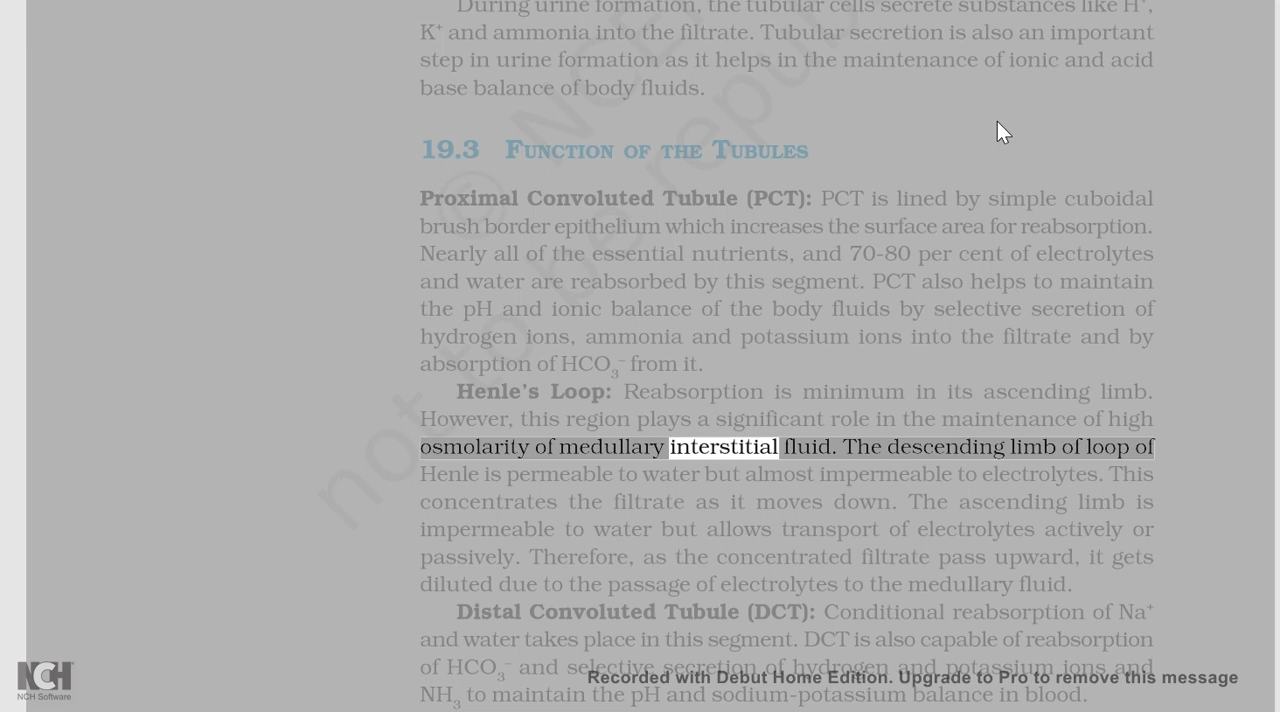 During urine formation, the tubular cells secrete substances like H⁺,
K⁺ and ammonia into the filtrate. Tubular secretion is also an important
step in urine formation as it helps in the maintenance of ionic and acid
base balance of body fluids.
19.3 FUNCTION OF THE TUBULES
Proximal Convoluted Tubule (PCT): PCT is lined by simple cuboidal
brush border epithelium which increases the surface area for reabsorption.
Nearly all of the essential nutrients, and 70-80 per cent of electrolytes
and water are reabsorbed by this segment. PCT also helps to maintain
the pH and ionic balance of the body fluids by selective secretion of
hydrogen ions, ammonia and potassium ions into the filtrate and by
absorption of HCO₃⁻ from it.
Henle's Loop: Reabsorption is minimum in its ascending limb.
However, this region plays a significant role in the maintenance of high
osmolarity of medullary interstitial fluid. The descending limb of loop of
Henle is permeable to water but almost impermeable to electrolytes. This
concentrates the filtrate as it moves down. The ascending limb is
impermeable to water but allows transport of electrolytes actively or
passively. Therefore, as the concentrated filtrate pass upward, it gets
diluted due to the passage of electrolytes to the medullary fluid.
Distal Convoluted Tubule (DCT): Conditional reabsorption of Na⁺
and water takes place in this segment. DCT is also capable of reabsorption
of HCO₃⁻ and selective secretion of hydrogen and potassium ions and
NH₃ to maintain the pH and sodium-potassium balance in blood.
© NCE
not to be republ
NCH
NCH Software
Recorded with Debut Home Edition. Upgrade to Pro to remove this message